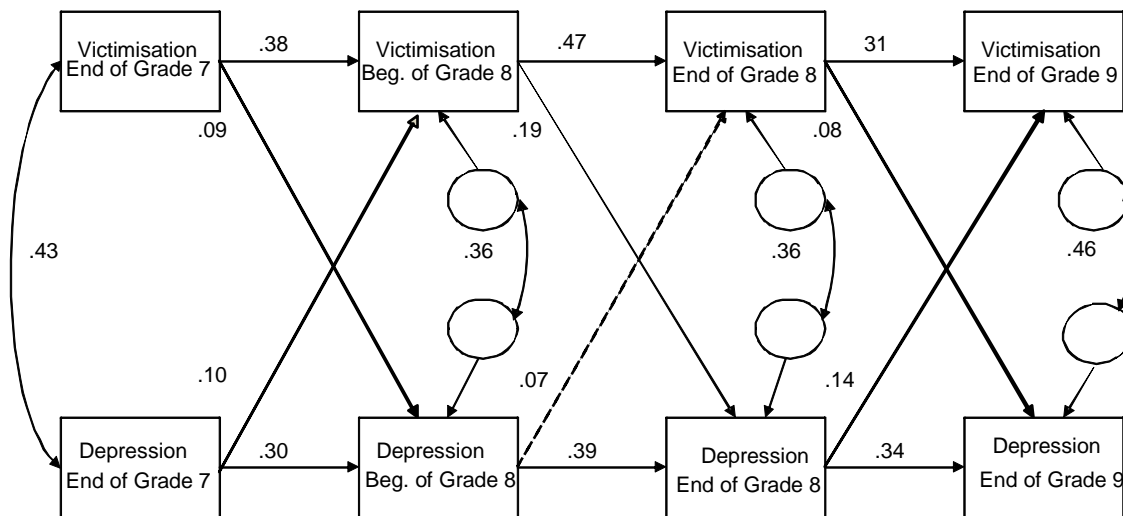 Victimisation
End of Grade 7
.38
Victimisation
Beg. of Grade 8
.47
Victimisation
End of Grade 8
31
Victimisation
End of Grade 9
.09
.19
.08
.43
.36
.36
.46
.10
.07
.14
Depression
End of Grade 7
.30
Depression
Beg. of Grade 8
.39
Depression
End of Grade 8
.34
Depression
End of Grade 9